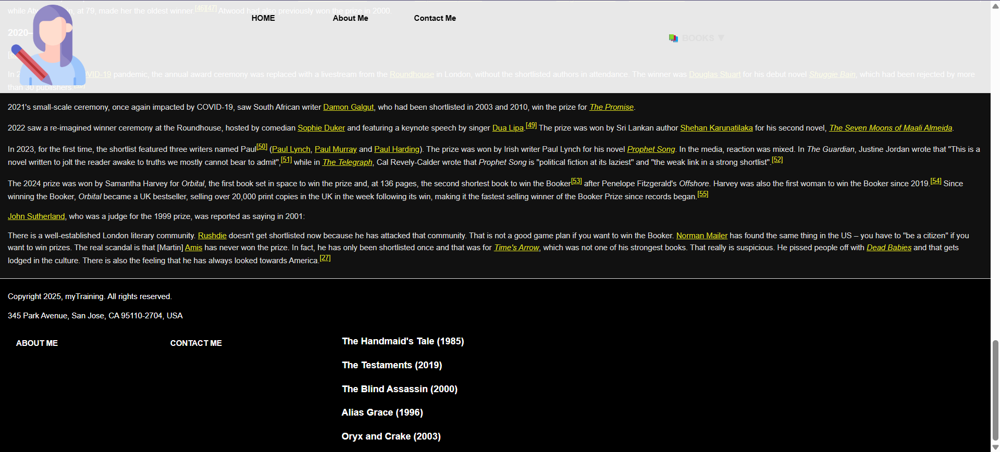 at 79, made her the oldest winner [46][47] Atwood had also previously won the prize in 2000.
HOME About Me Contact Me
2020–
BOOKS ▼
pandemic, the annual award ceremony was replaced with a livestream from the Roundhouse in London, without the shortlisted authors in attendance. The winner was Douglas Stuart for his debut novel Shuggie Bain, which had been rejected by more
than 30 publishers.
2021's small-scale ceremony, once again impacted by COVID-19, saw South African writer Damon Galgut, who had been shortlisted in 2003 and 2010, win the prize for The Promise.
2022 saw a re-imagined winner ceremony at the Roundhouse, hosted by comedian Sophie Duker and featuring a keynote speech by singer Dua Lipa.[49] The prize was won by Sri Lankan author Shehan Karunatilaka for his second novel, The Seven Moons of Maali Almeida.
In 2023, for the first time, the shortlist featured three writers named Paul[50] (Paul Lynch, Paul Murray and Paul Harding). The prize was won by Irish writer Paul Lynch for his novel Prophet Song. In the media, reaction was mixed. In The Guardian, Justine Jordan wrote that "This is a
novel written to jolt the reader awake to truths we mostly cannot bear to admit",[51] while in The Telegraph, Cal Revely-Calder wrote that Prophet Song is "political fiction at its laziest" and "the weak link in a strong shortlist".[52]
The 2024 prize was won by Samantha Harvey for Orbital, the first book set in space to win the prize and, at 136 pages, the second shortest book to win the Booker[53] after Penelope Fitzgerald's Offshore. Harvey was also the first woman to win the Booker since 2019.[54] Since
winning the Booker, Orbital became a UK bestseller, selling over 20,000 print copies in the UK in the week following its win, making it the fastest selling winner of the Booker Prize since records began.[55]
John Sutherland, who was a judge for the 1999 prize, was reported as saying in 2001:
There is a well-established London literary community. Rushdie doesn't get shortlisted now because he has attacked that community. That is not a good game plan if you want to win the Booker. Norman Mailer has found the same thing in the US – you have to "be a citizen" if you
want to win prizes. The real scandal is that [Martin] Amis has never won the prize. In fact, he has only been shortlisted once and that was for Time's Arrow, which was not one of his strongest books. That really is suspicious. He pissed people off with Dead Babies and that gets
lodged in the culture. There is also the feeling that he has always looked towards America.[27]
Copyright 2025, myTraining. All rights reserved.
345 Park Avenue, San Jose, CA 95110-2704, USA
ABOUT ME CONTACT ME
The Handmaid's Tale (1985)
The Testaments (2019)
The Blind Assassin (2000)
Alias Grace (1996)
Oryx and Crake (2003)